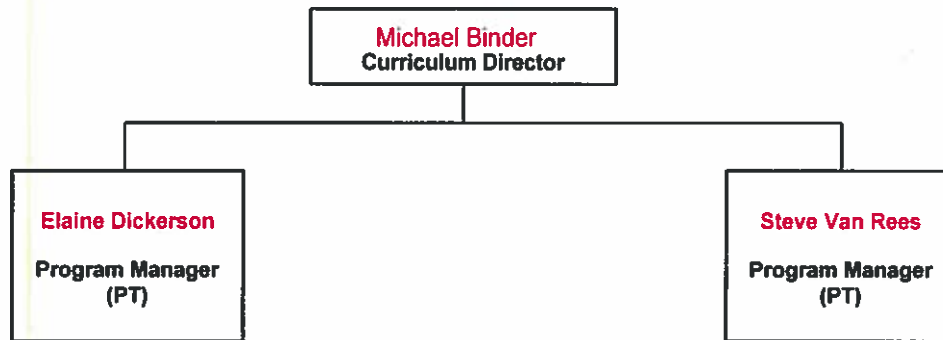 Michael Binder
Curriculum Director
Elaine Dickerson
Program Manager
(PT)
Steve Van Rees
Program Manager
(PT)